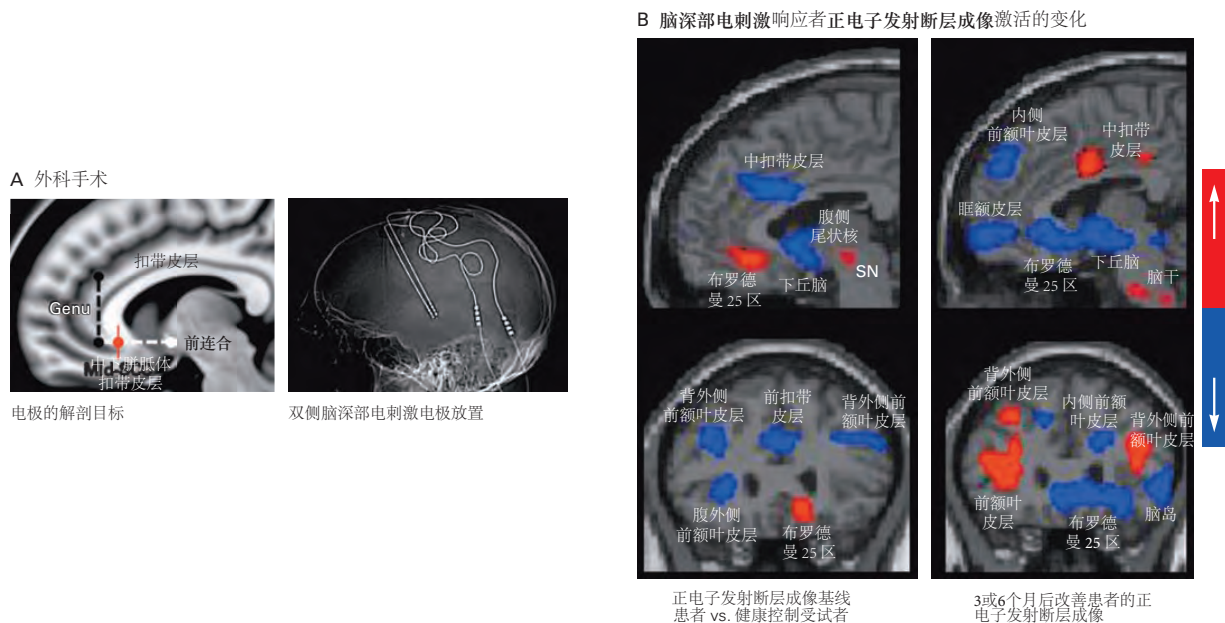 A 外科手术
扣带皮层
Genu
前连合
扣带皮层
电极的解剖目标
双侧脑深部电刺激电极放置
B 脑深部电刺激响应者正电子发射断层成像激活的变化
中扣带皮层
腹侧
尾状核
布罗德
曼 25 区
下丘脑
SN
内侧
前额叶皮层
中扣带
皮层
眶额皮层
布罗德
曼 25 区
下丘脑
脑干
背外侧
前额叶皮层
前扣带
皮层
背外侧前
额叶皮层
腹外侧
前额叶皮层
布罗德
曼 25 区
背外侧
前额叶皮层
内侧前额
叶皮层
背外侧前
额叶皮层
前额叶
皮层
布罗德
曼 25 区
脑岛
正电子发射断层成像基线
患者 vs. 健康控制受试者
3或6个月后改善患者的正
电子发射断层成像